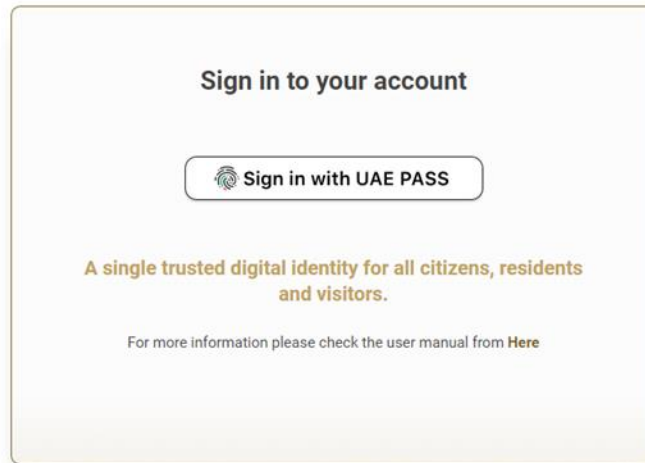 Sign in to your account
Sign in with UAE PASS
A single trusted digital identity for all citizens, residents
and visitors.
For more information please check the user manual from Here